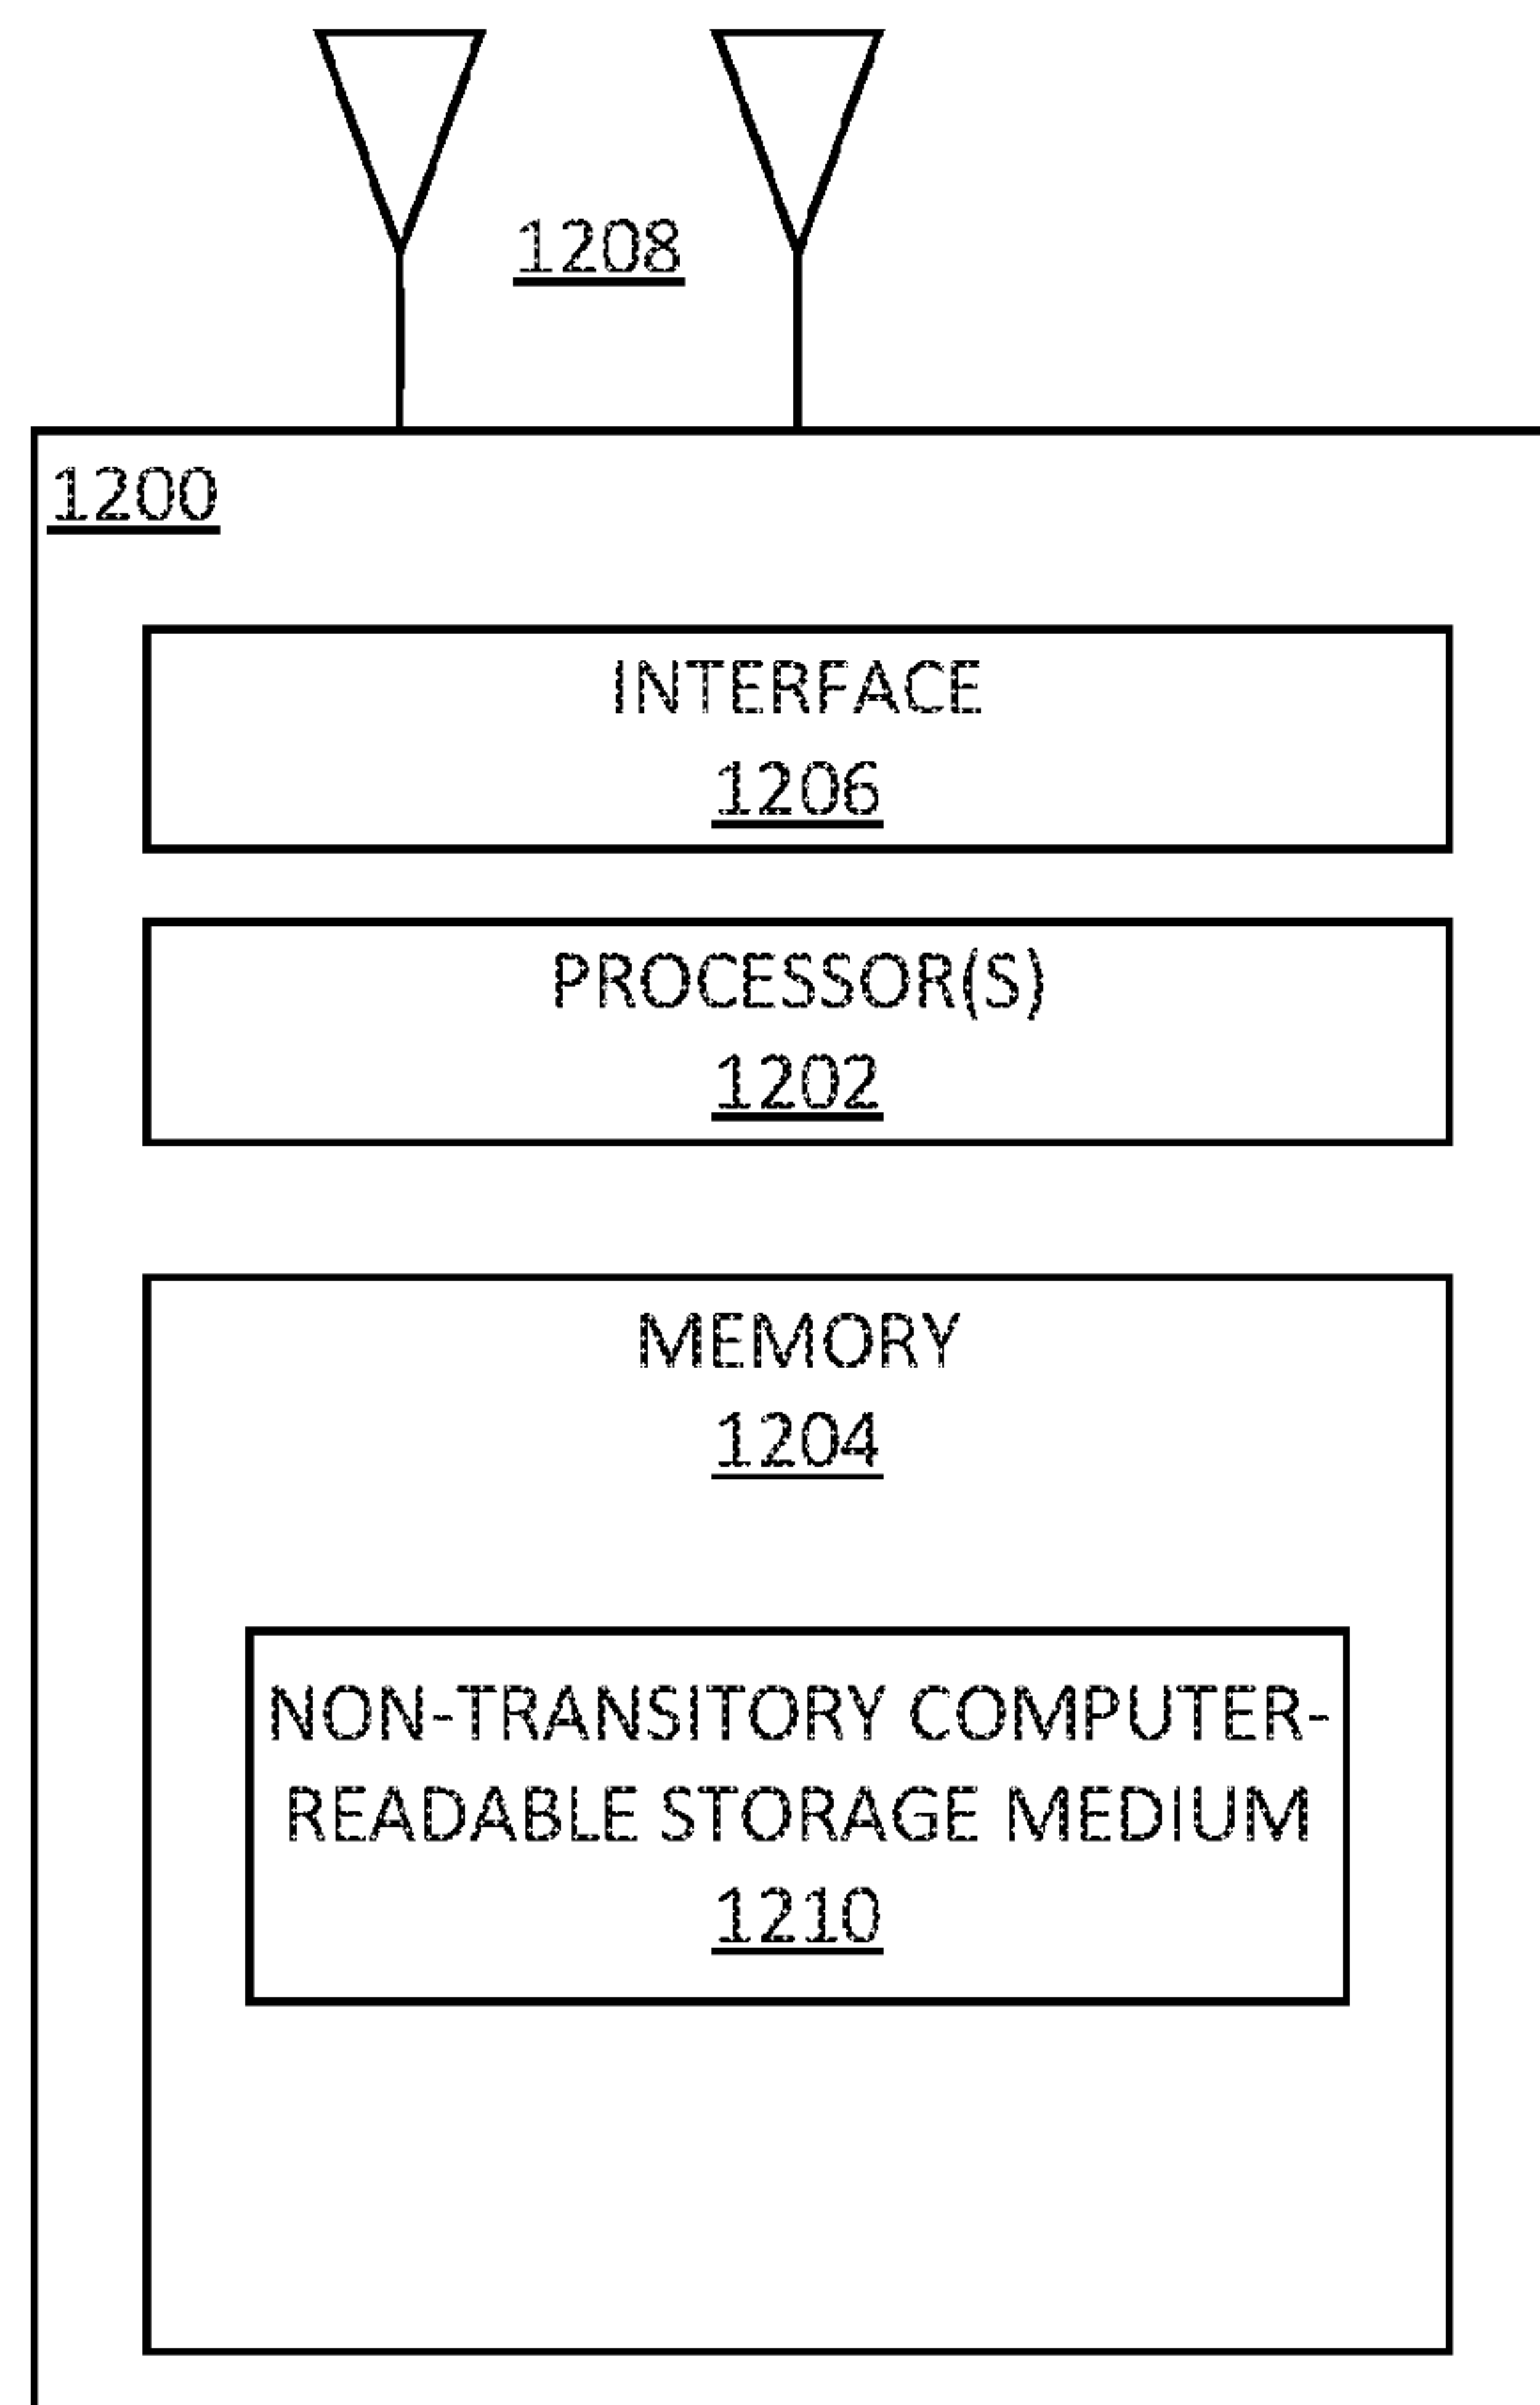 1208
1200
INTERFACE
1206
PROCESSOR(S)
1202
MEMORY
1204
NON-TRANSITORY COMPUTER-
READABLE STORAGE MEDIUM
1210